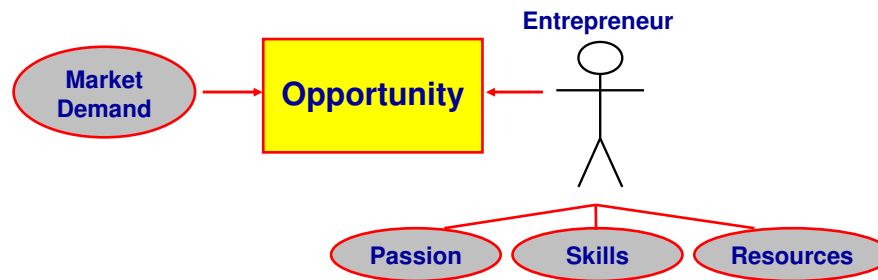 Entrepreneur
Market
Demand
Opportunity
Passion
Skills
Resources